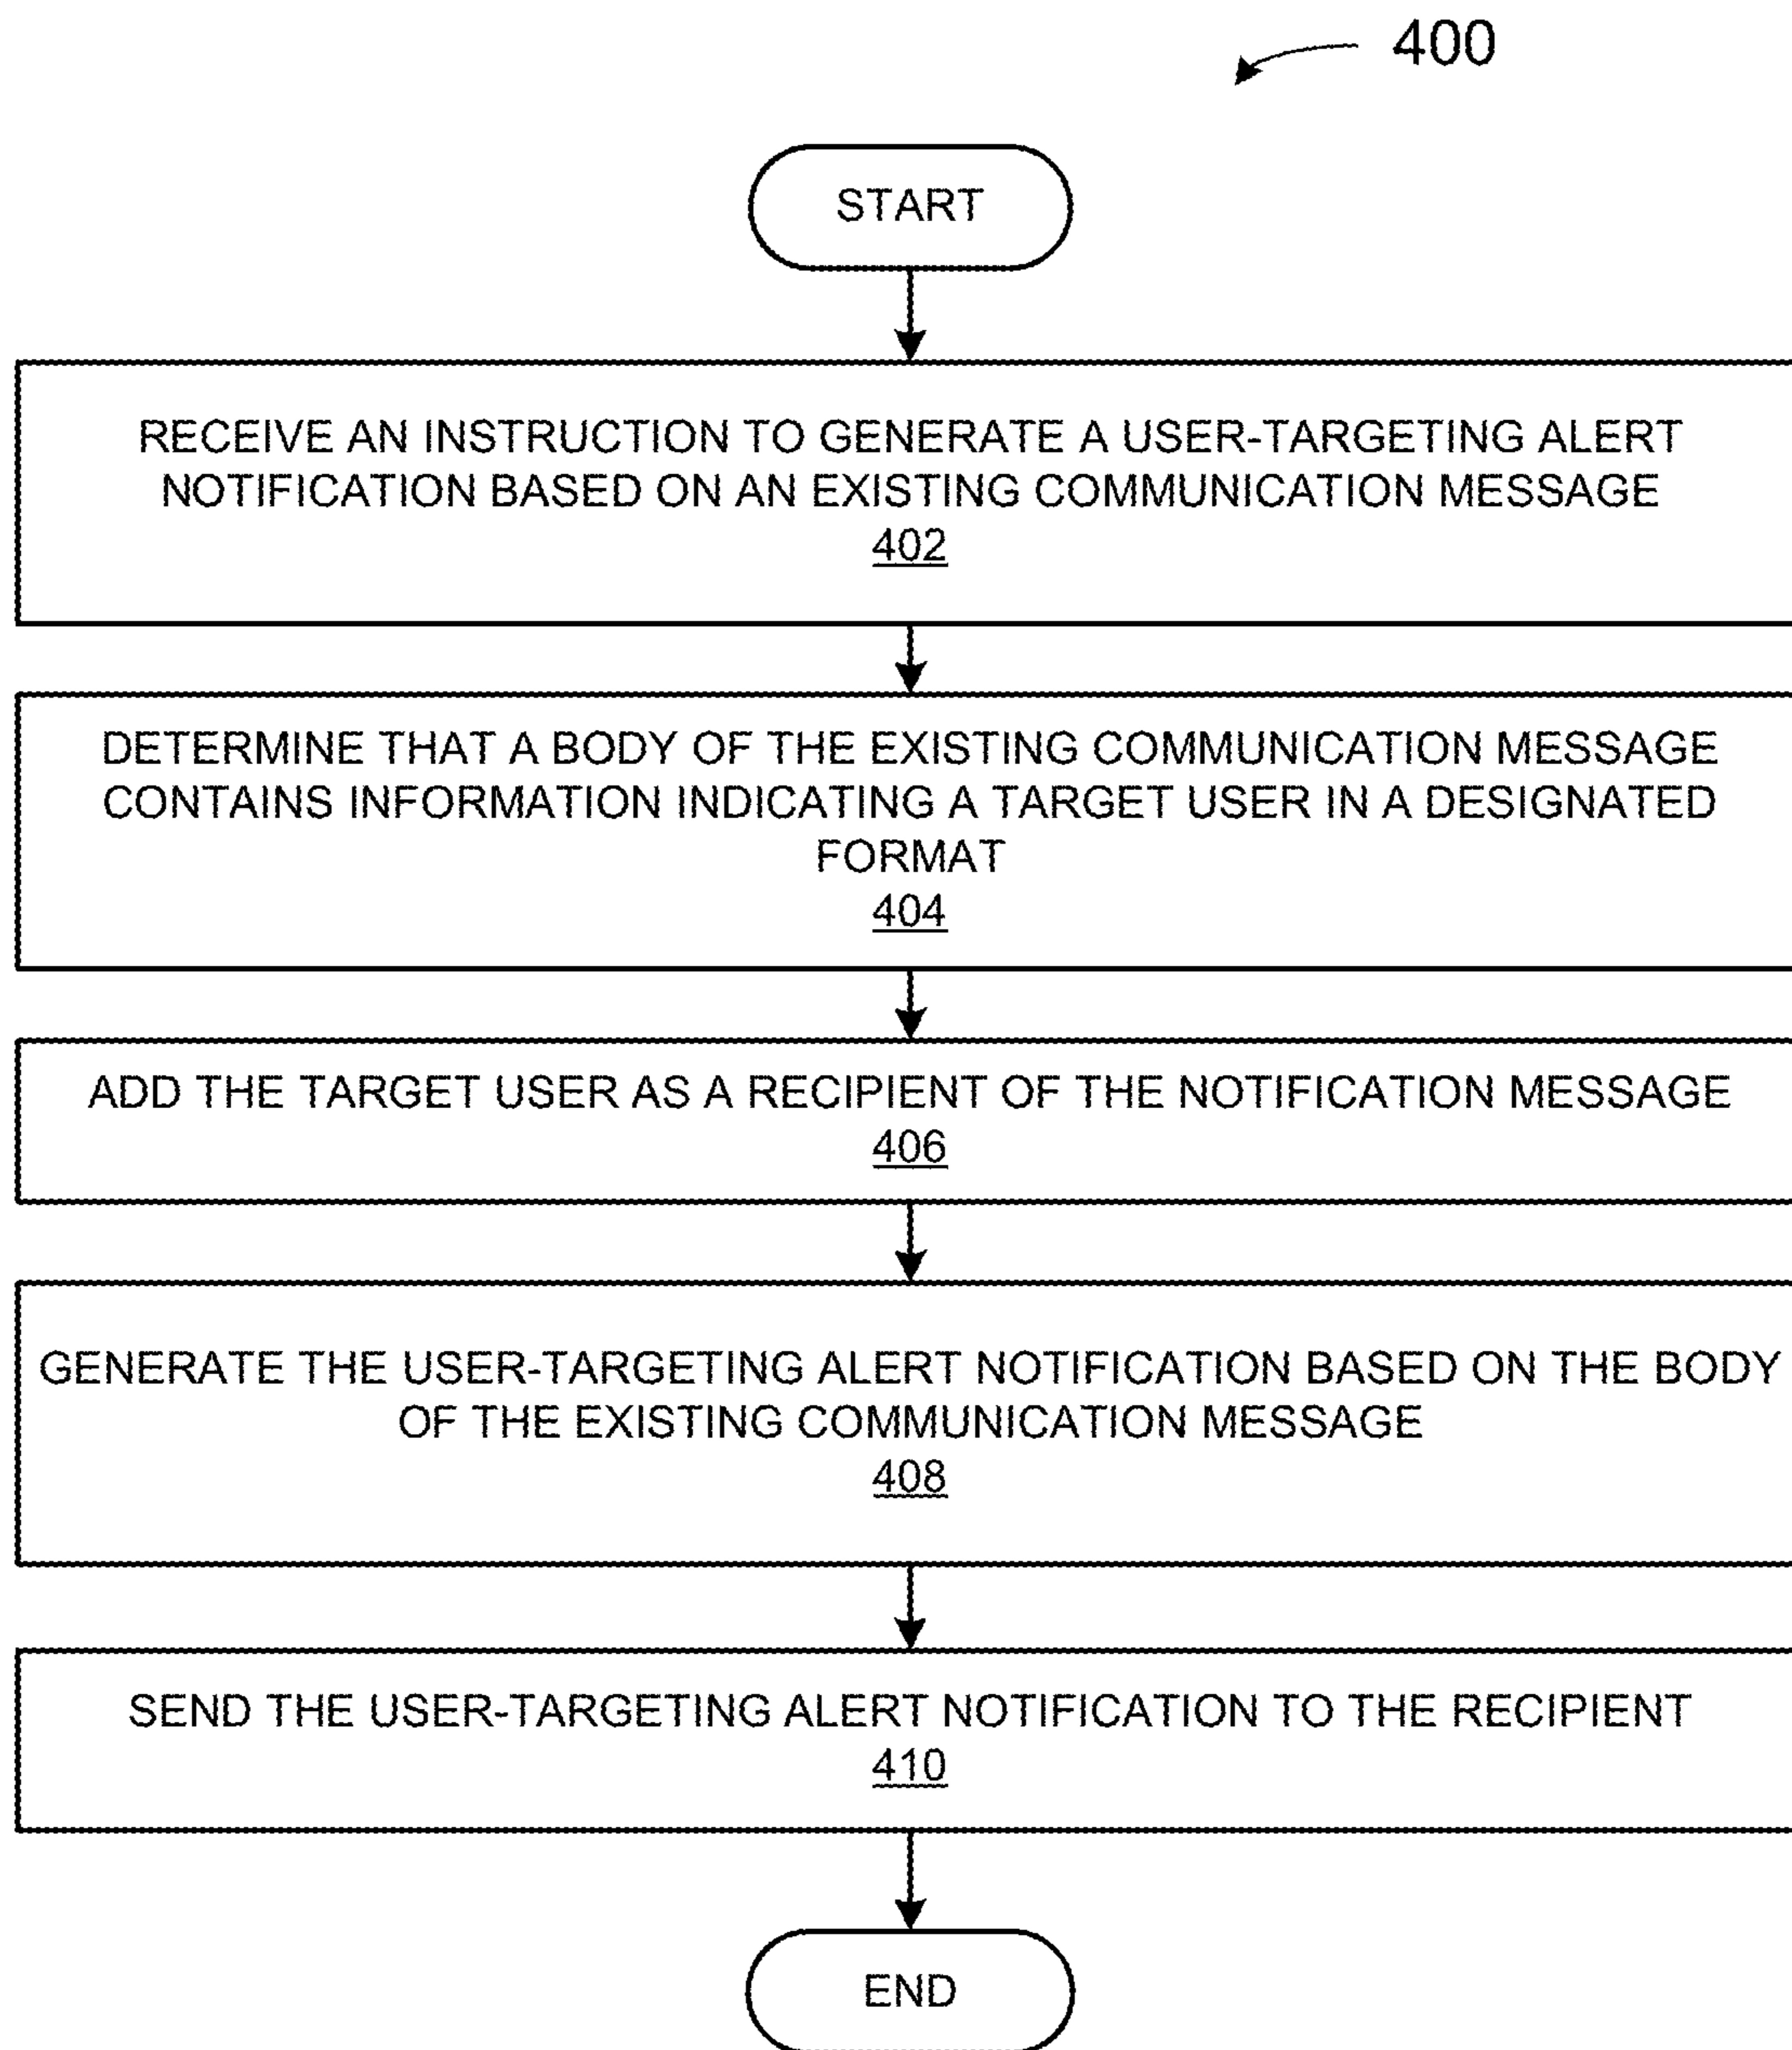 400
START
RECEIVE AN INSTRUCTION TO GENERATE A USER-TARGETING ALERT
NOTIFICATION BASED ON AN EXISTING COMMUNICATION MESSAGE
402
DETERMINE THAT A BODY OF THE EXISTING COMMUNICATION MESSAGE
CONTAINS INFORMATION INDICATING A TARGET USER IN A DESIGNATED
FORMAT
404
ADD THE TARGET USER AS A RECIPIENT OF THE NOTIFICATION MESSAGE
406
GENERATE THE USER-TARGETING ALERT NOTIFICATION BASED ON THE BODY
OF THE EXISTING COMMUNICATION MESSAGE
408
SEND THE USER-TARGETING ALERT NOTIFICATION TO THE RECIPIENT
410
END